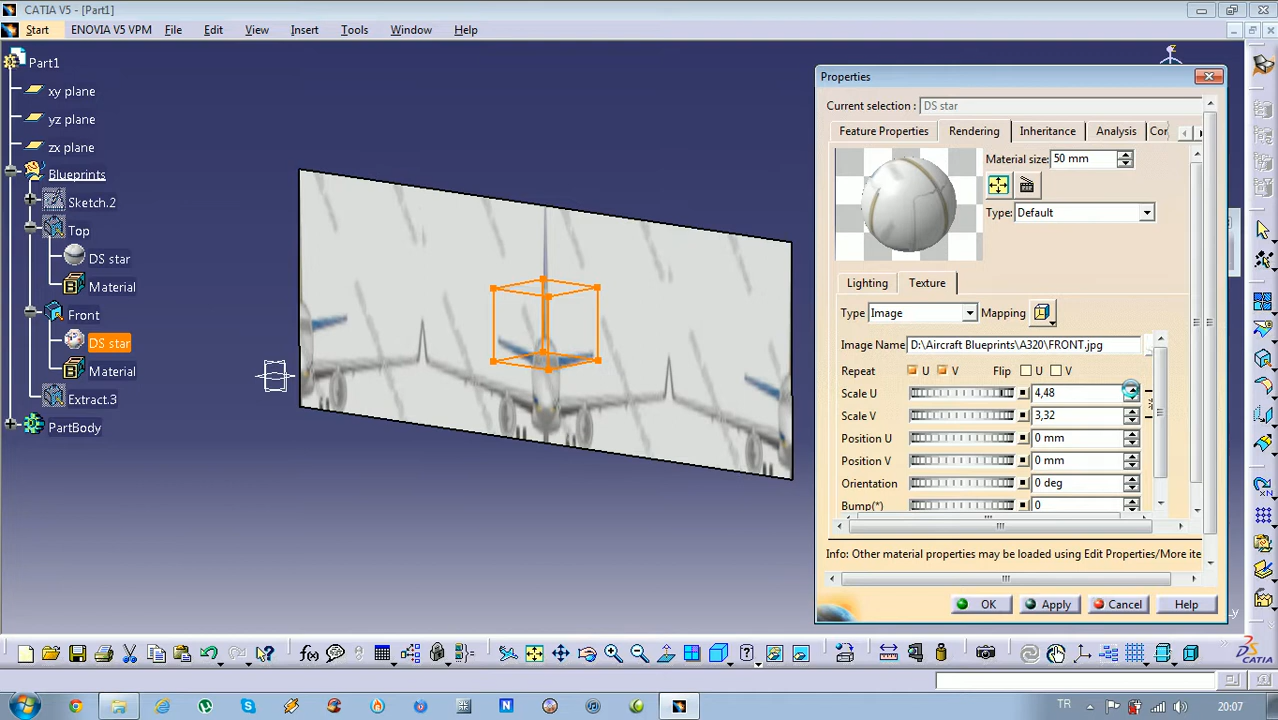 CATIA V5 - [Part1]
Start ENOVIA V5 VPM File Edit View Insert Tools Window Help
Part1
xy plane
yz plane
zx plane
Blueprints
Sketch.2
Top
DS star
Material
Front
DS star
Material
Extract.3
PartBody
Properties
Current selection : DS star
Feature Properties Rendering Inheritance Analysis Cor
Material size: 50 mm
Type: Default
Lighting Texture
Type Image Mapping
Image Name D:\Aircraft Blueprints\A320\FRONT.jpg
Repeat U V Flip U V
Scale U 4,48
Scale V 3,32
Position U 0 mm
Position V 0 mm
Orientation 0 deg
Bump(*) 0
Info: Other material properties may be loaded using Edit Properties/More ite
OK Apply Cancel Help
TR 20:07